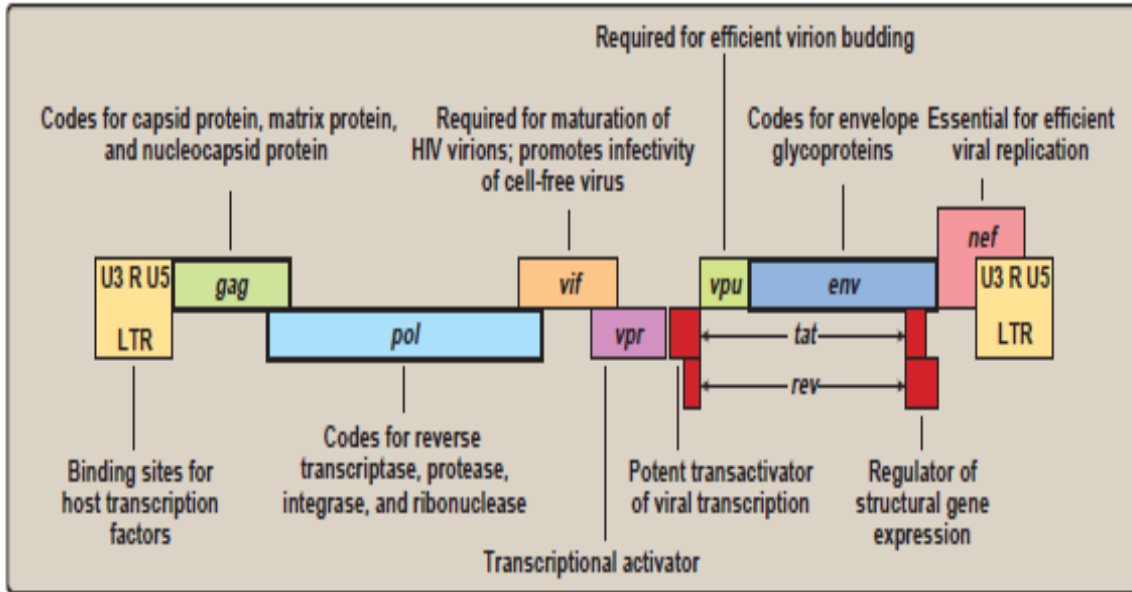 Required for efficient virion budding
Codes for capsid protein, matrix protein,
and nucleocapsid protein
Required for maturation of
HIV virions; promotes infectivity
of cell-free virus
Codes for envelope
glycoproteins
Essential for efficient
viral replication
nef
U3 R U5
gag
vif
vpu
env
U3 R U5
LTR
pol
vpr
tat
LTR
rev
Binding sites for
host transcription
factors
Codes for reverse
transcriptase, protease,
integrase, and ribonuclease
Transcriptional activator
Potent transactivator
of viral transcription
Regulator of
structural gene
expression